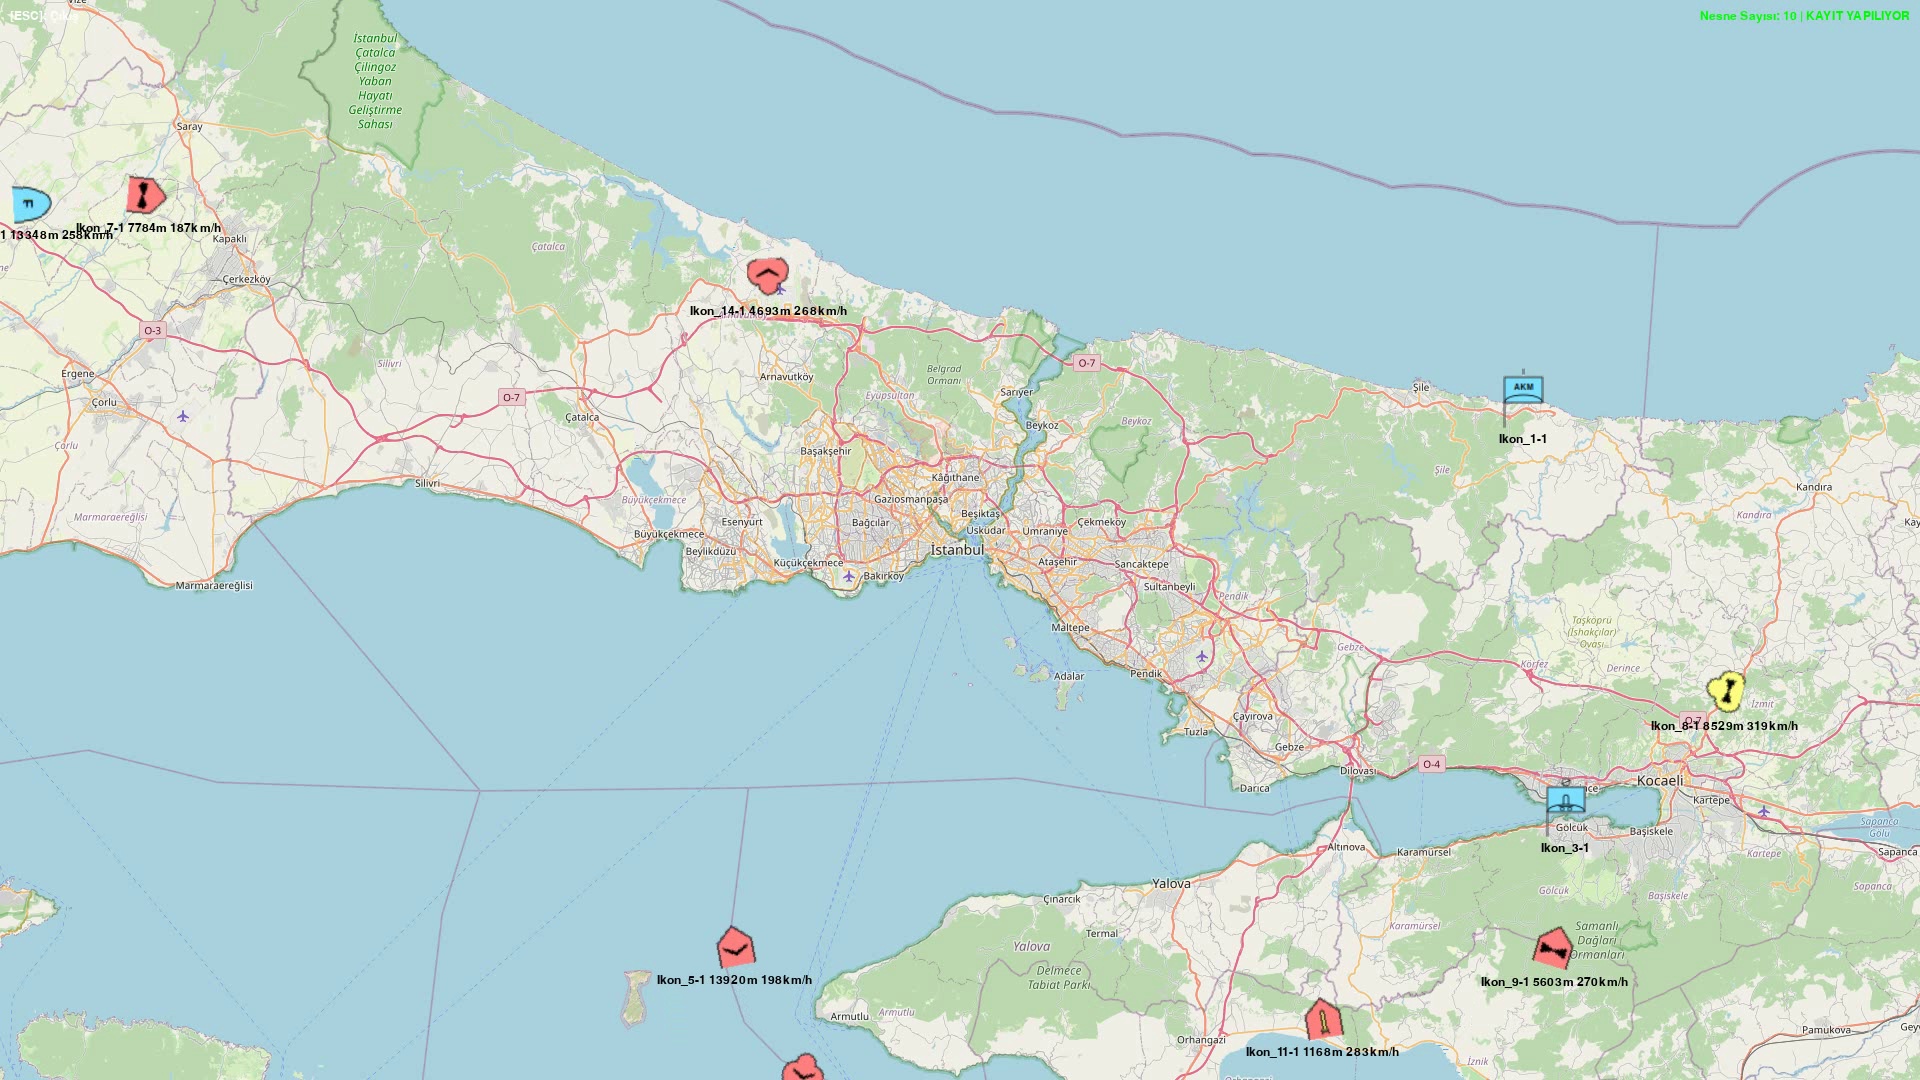 [ESC]: Çıkış
Nesne Sayısı: 10 | KAYIT YAPILIYOR
Vize
İstanbul
Çatalca
Çilingoz
Yaban
Hayatı
Geliştirme
Sahası
Saray
Ikon_7-1 7784m 187km/h
1 13348m 258km/h
Kapaklı
Çatalca
Çerkezköy
Ikon_14-1 4693m 268km/h
Arnavutköy
O-3
Silivri
Ergene
Çorlu
Çorlu
O-7
Çatalca
Arnavutköy
Belgrad
Ormanı
Eyüpsultan
Sarıyer
O-7
Beykoz
Beykoz
Şile
AKM
Ikon_1-1
Şile
Kandıra
Kandıra
Başakşehir
Kâğıthane
Gaziosmanpaşa
Silivri
Büyükçekmece
Büyükçekmece
Esenyurt
Bağcılar
Beşiktaş
Üsküdar
Ümraniye
Çekmeköy
Marmaraereğlisi
Beylikdüzü
Küçükçekmece
İstanbul
Ataşehir
Sancaktepe
Bakırköy
Sultanbeyli
Pendik
Marmaraereğlisi
Maltepe
Taşköprü
(İshakçılar)
Ovası
Gebze
Körfez
Derince
Adalar
Pendik
İzmit
O-7
Ikon_8-1 8529m 319km/h
Çayırova
Tuzla
Gebze
Dilovası
O-4
Darıca
Kocaeli
Kartepe
Gölcük
Başiskele
Ikon_3-1
Altınova
Karamürsel
Kartepe
Sapanca
Gölü
Sapanca
Sapanca
Yalova
Çınarcık
Gölcük
Başiskele
Termal
Yalova
Karamürsel
Samanlı
Dağları
Ormanları
Delmece
Tabiat Parkı
Ikon_5-1 13920m 198km/h
Ikon_9-1 5603m 270km/h
Armutlu
Armutlu
Orhangazi
Ikon_11-1 1168m 283km/h
İznik
Pamukova
Orhangazi